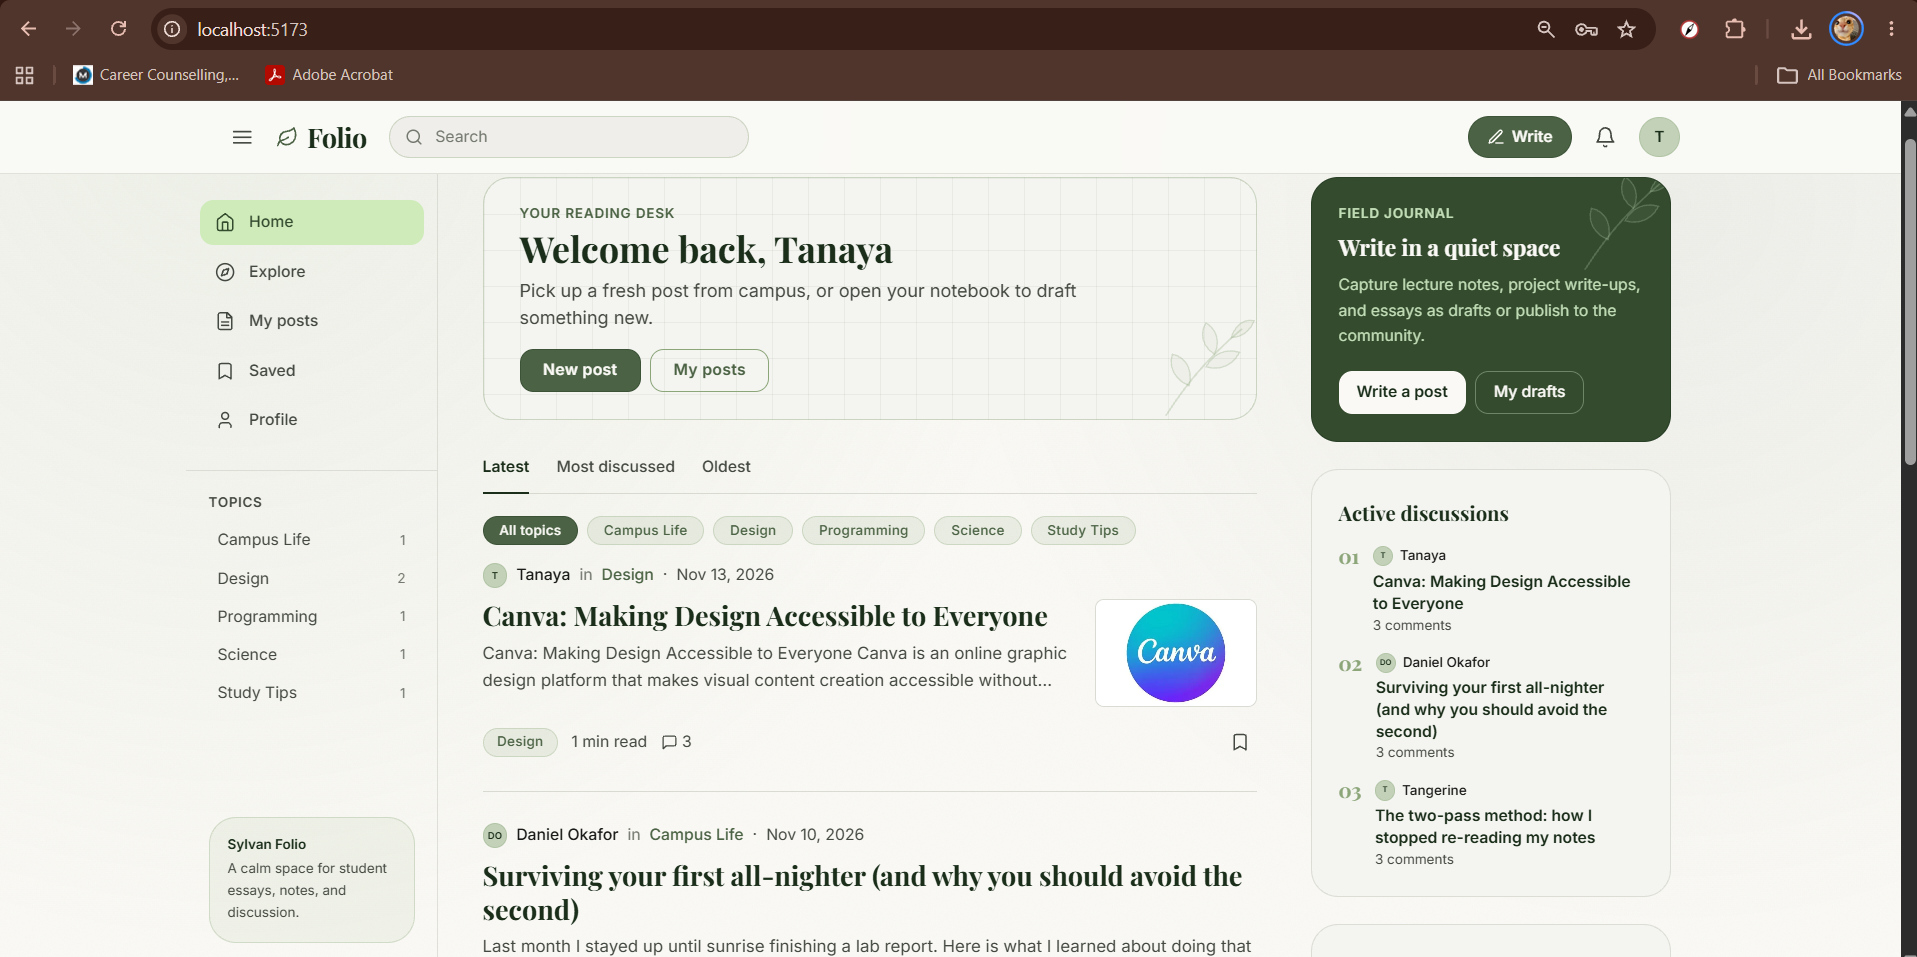 localhost:5173
Career Counselling,...
Adobe Acrobat
All Bookmarks
Folio
Search
Write
T
Home
Explore
My posts
Saved
Profile
TOPICS
Campus Life 1
Design 2
Programming 1
Science 1
Study Tips 1
Sylvan Folio
A calm space for student
essays, notes, and
discussion.
YOUR READING DESK
Welcome back, Tanaya
Pick up a fresh post from campus, or open your notebook to draft
something new.
New post
My posts
Latest
Most discussed
Oldest
All topics
Campus Life
Design
Programming
Science
Study Tips
T Tanaya in Design · Nov 13, 2026
Canva: Making Design Accessible to Everyone
Canva: Making Design Accessible to Everyone Canva is an online graphic
design platform that makes visual content creation accessible without...
Canva
Design 1 min read 3
DO Daniel Okafor in Campus Life · Nov 10, 2026
Surviving your first all-nighter (and why you should avoid the
second)
Last month I stayed up until sunrise finishing a lab report. Here is what I learned about doing that
FIELD JOURNAL
Write in a quiet space
Capture lecture notes, project write-ups,
and essays as drafts or publish to the
community.
Write a post
My drafts
Active discussions
01 T Tanaya
Canva: Making Design Accessible
to Everyone
3 comments
02 DO Daniel Okafor
Surviving your first all-nighter
(and why you should avoid the
second)
3 comments
03 T Tangerine
The two-pass method: how I
stopped re-reading my notes
3 comments